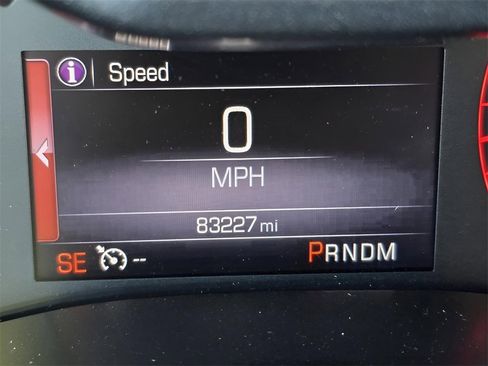 i Speed
0
MPH
83227 mi
SE -- PRNDM